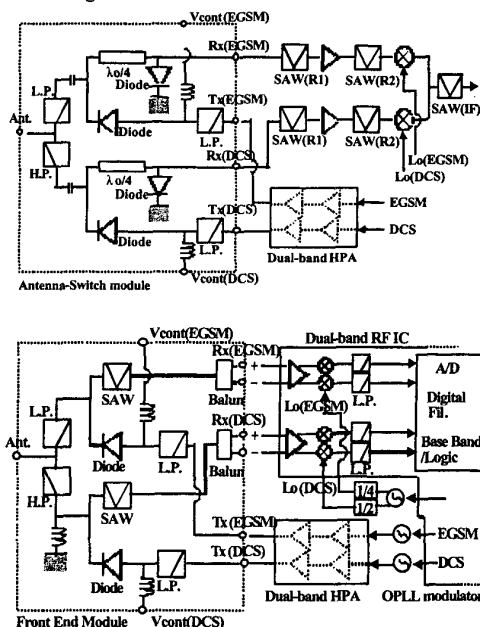 Vcont(EGSM)
Rx(EGSM)
λo/4
Diode
SAW(R1)
SAW(R2)
SAW(IF)
L.P.
Tx(EGSM)
Ant.
Diode
L.P.
Rx(DCS)
SAW(R1)
SAW(R2)
H.P.
Lo(EGSM)
Lo(DCS)
λo/4
Diode
Tx(DCS)
EGSM
DCS
Diode
L.P.
Dual-band HPA
Antenna-Switch module
Vcont(DCS)
Vcont(EGSM)
Dual-band RF IC
Rx(EGSM)
+
−
A/D
SAW
Balun
L.P.
Digital
Fil.
L.P.
Lo(EGSM)
Rx(DCS)
+
−
Base Band
/Logic
Ant.
SAW
Balun
L.P.
Diode
L.P.
H.P.
Lo(DCS)
1/4
1/2
Tx(EGSM)
EGSM
Tx(DCS)
DCS
Diode
L.P.
Dual-band HPA
OPLL modulator
Front End Module
Vcont(DCS)